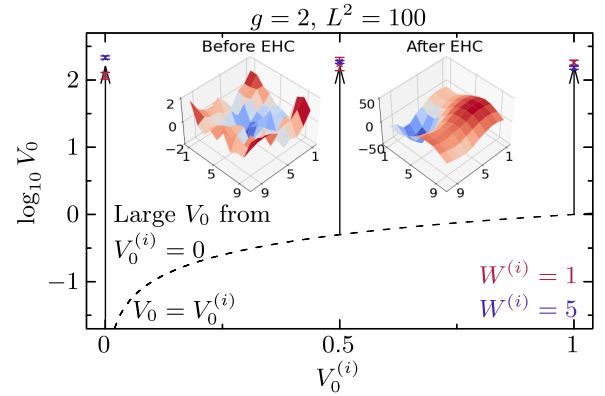 g = 2, L² = 100
Before EHC
After EHC
2
0
−2
1
5
9
9
5
1
50
0
−50
1
5
9
9
5
1
2
1
0
−1
log₁₀ V₀
Large V₀ from
V₀⁽ⁱ⁾ = 0
V₀ = V₀⁽ⁱ⁾
W⁽ⁱ⁾ = 1
W⁽ⁱ⁾ = 5
0
0.5
1
V₀⁽ⁱ⁾